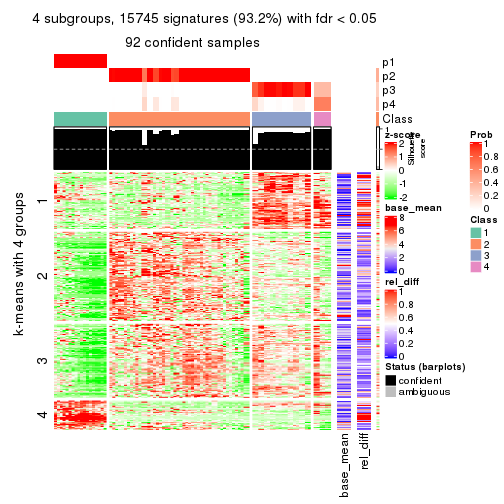 4 subgroups, 15745 signatures (93.2%) with fdr < 0.05
92 confident samples
p1
p2
p3
p4
Class
1
Silhouette
score
k-means with 4 groups
1
2
3
4
base_mean
rel_diff
z-score
2
1
0
-1
-2
base_mean
8
6
4
2
0
rel_diff
1
0.8
0.6
0.4
0.2
0
Status (barplots)
confident
ambiguous
Prob
1
0.8
0.6
0.4
0.2
0
Class
1
2
3
4